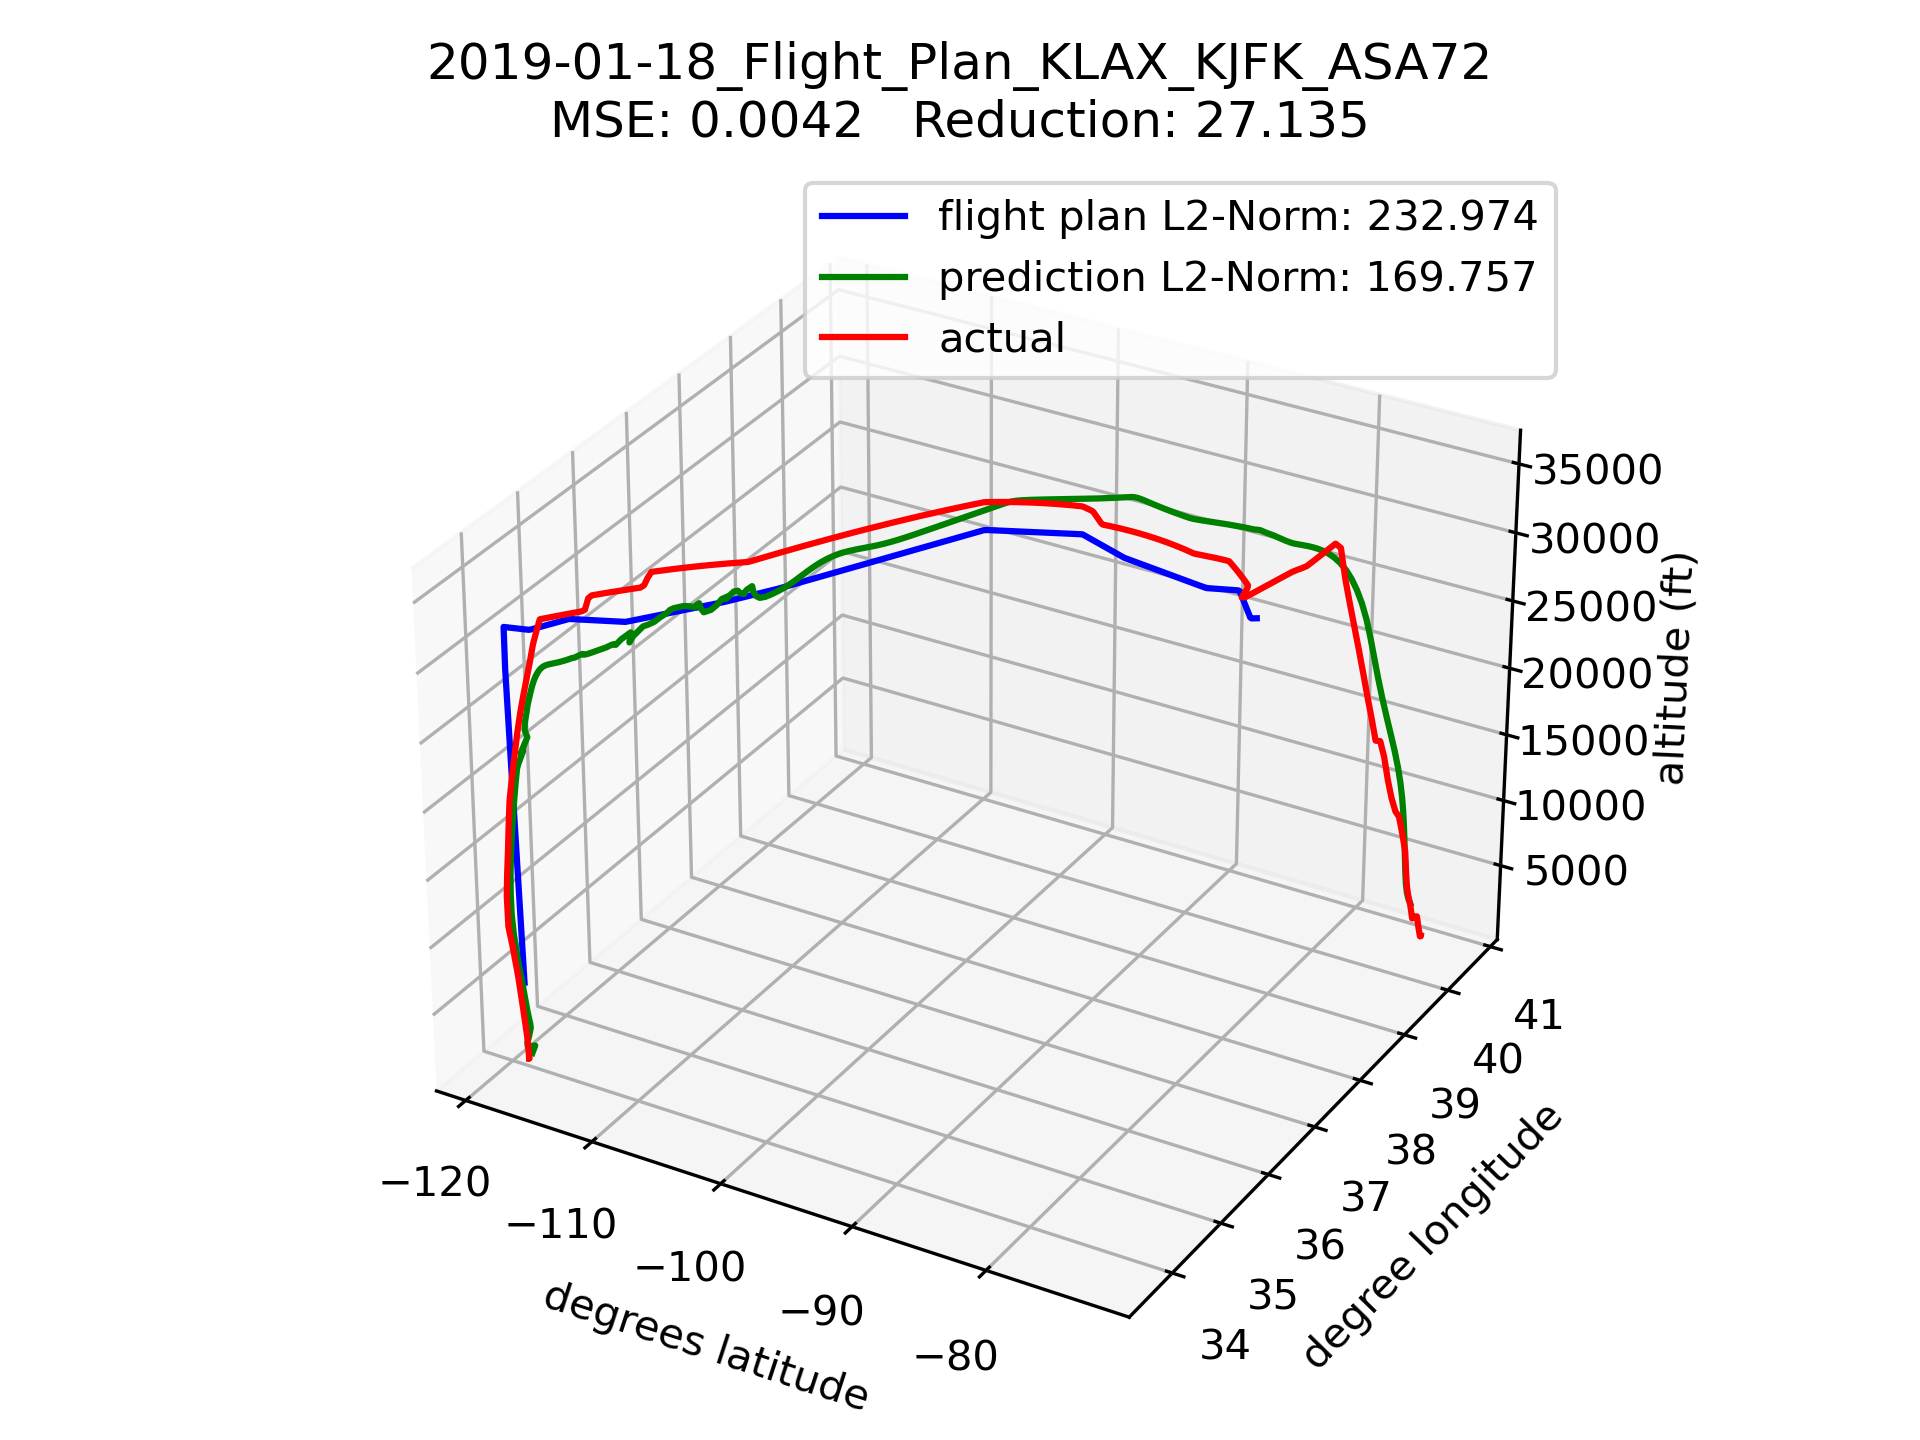 2019-01-18_Flight_Plan_KLAX_KJFK_ASA72
MSE: 0.0042   Reduction: 27.135
flight plan L2-Norm: 232.974
prediction L2-Norm: 169.757
actual
35000
30000
25000
20000
15000
10000
5000
altitude (ft)
41
40
39
38
37
36
35
34
degree longitude
−120
−110
−100
−90
−80
degrees latitude